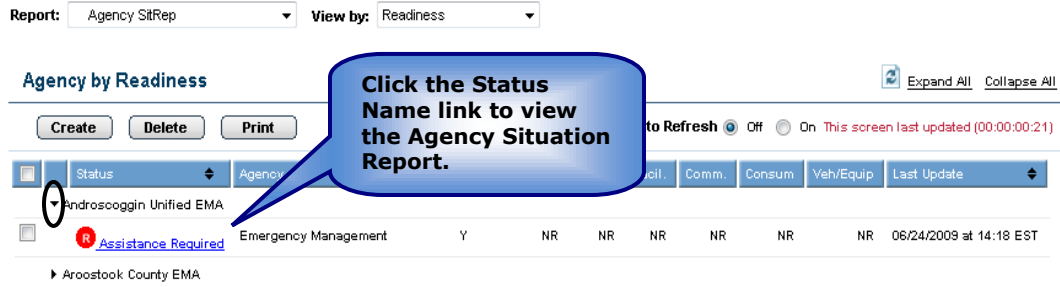 Report: Agency SitRep View by: Readiness
Agency by Readiness
Click the Status
Name link to view
the Agency Situation
Report.
Expand All Collapse All
Create Delete Print to Refresh Off On This screen last updated (00:00:00:21)
Status Agency cil. Comm. Consum Veh/Equip Last Update
Androscoggin Unified EMA
R Assistance Required Emergency Management Y NR NR NR NR NR NR 06/24/2009 at 14:18 EST
Aroostook County EMA